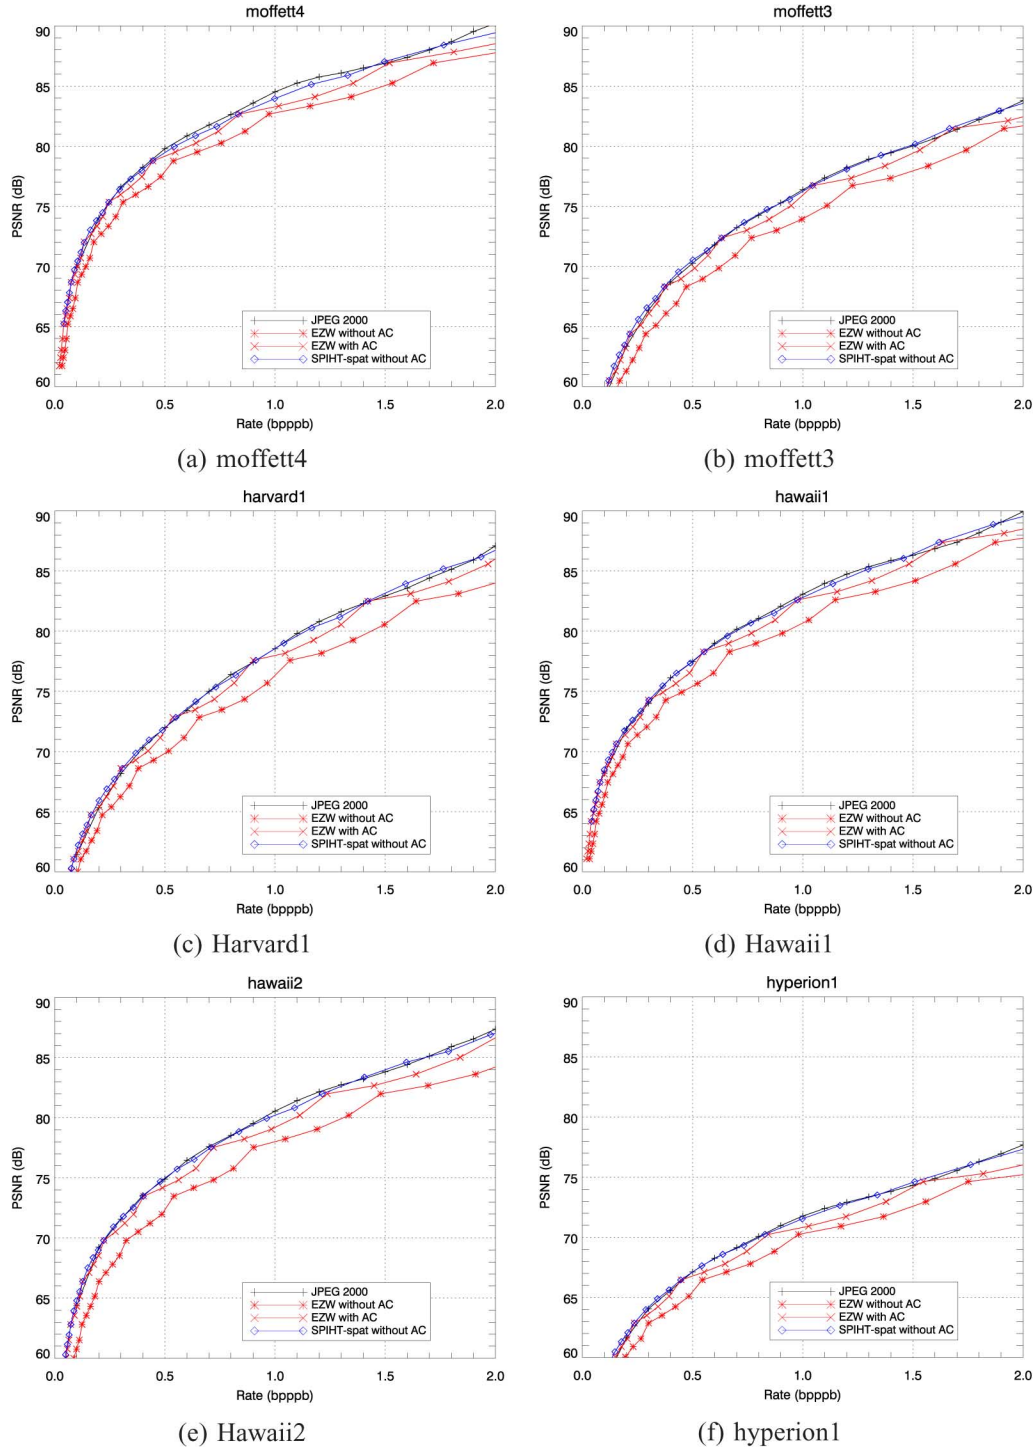 moffett4
90
85
80
75
70
65
60
PSNR (dB)
JPEG 2000
EZW without AC
EZW with AC
SPIHT-spat without AC
0.0 0.5 1.0 1.5 2.0
Rate (bpppb)
(a) moffett4
moffett3
90
85
80
75
70
65
60
PSNR (dB)
JPEG 2000
EZW without AC
EZW with AC
SPIHT-spat without AC
0.0 0.5 1.0 1.5 2.0
Rate (bpppb)
(b) moffett3
harvard1
90
85
80
75
70
65
60
PSNR (dB)
JPEG 2000
EZW without AC
EZW with AC
SPIHT-spat without AC
0.0 0.5 1.0 1.5 2.0
Rate (bpppb)
(c) Harvard1
hawaii1
90
85
80
75
70
65
60
PSNR (dB)
JPEG 2000
EZW without AC
EZW with AC
SPIHT-spat without AC
0.0 0.5 1.0 1.5 2.0
Rate (bpppb)
(d) Hawaii1
hawaii2
90
85
80
75
70
65
60
PSNR (dB)
JPEG 2000
EZW without AC
EZW with AC
SPIHT-spat without AC
0.0 0.5 1.0 1.5 2.0
Rate (bpppb)
(e) Hawaii2
hyperion1
90
85
80
75
70
65
60
PSNR (dB)
JPEG 2000
EZW without AC
EZW with AC
SPIHT-spat without AC
0.0 0.5 1.0 1.5 2.0
Rate (bpppb)
(f) hyperion1